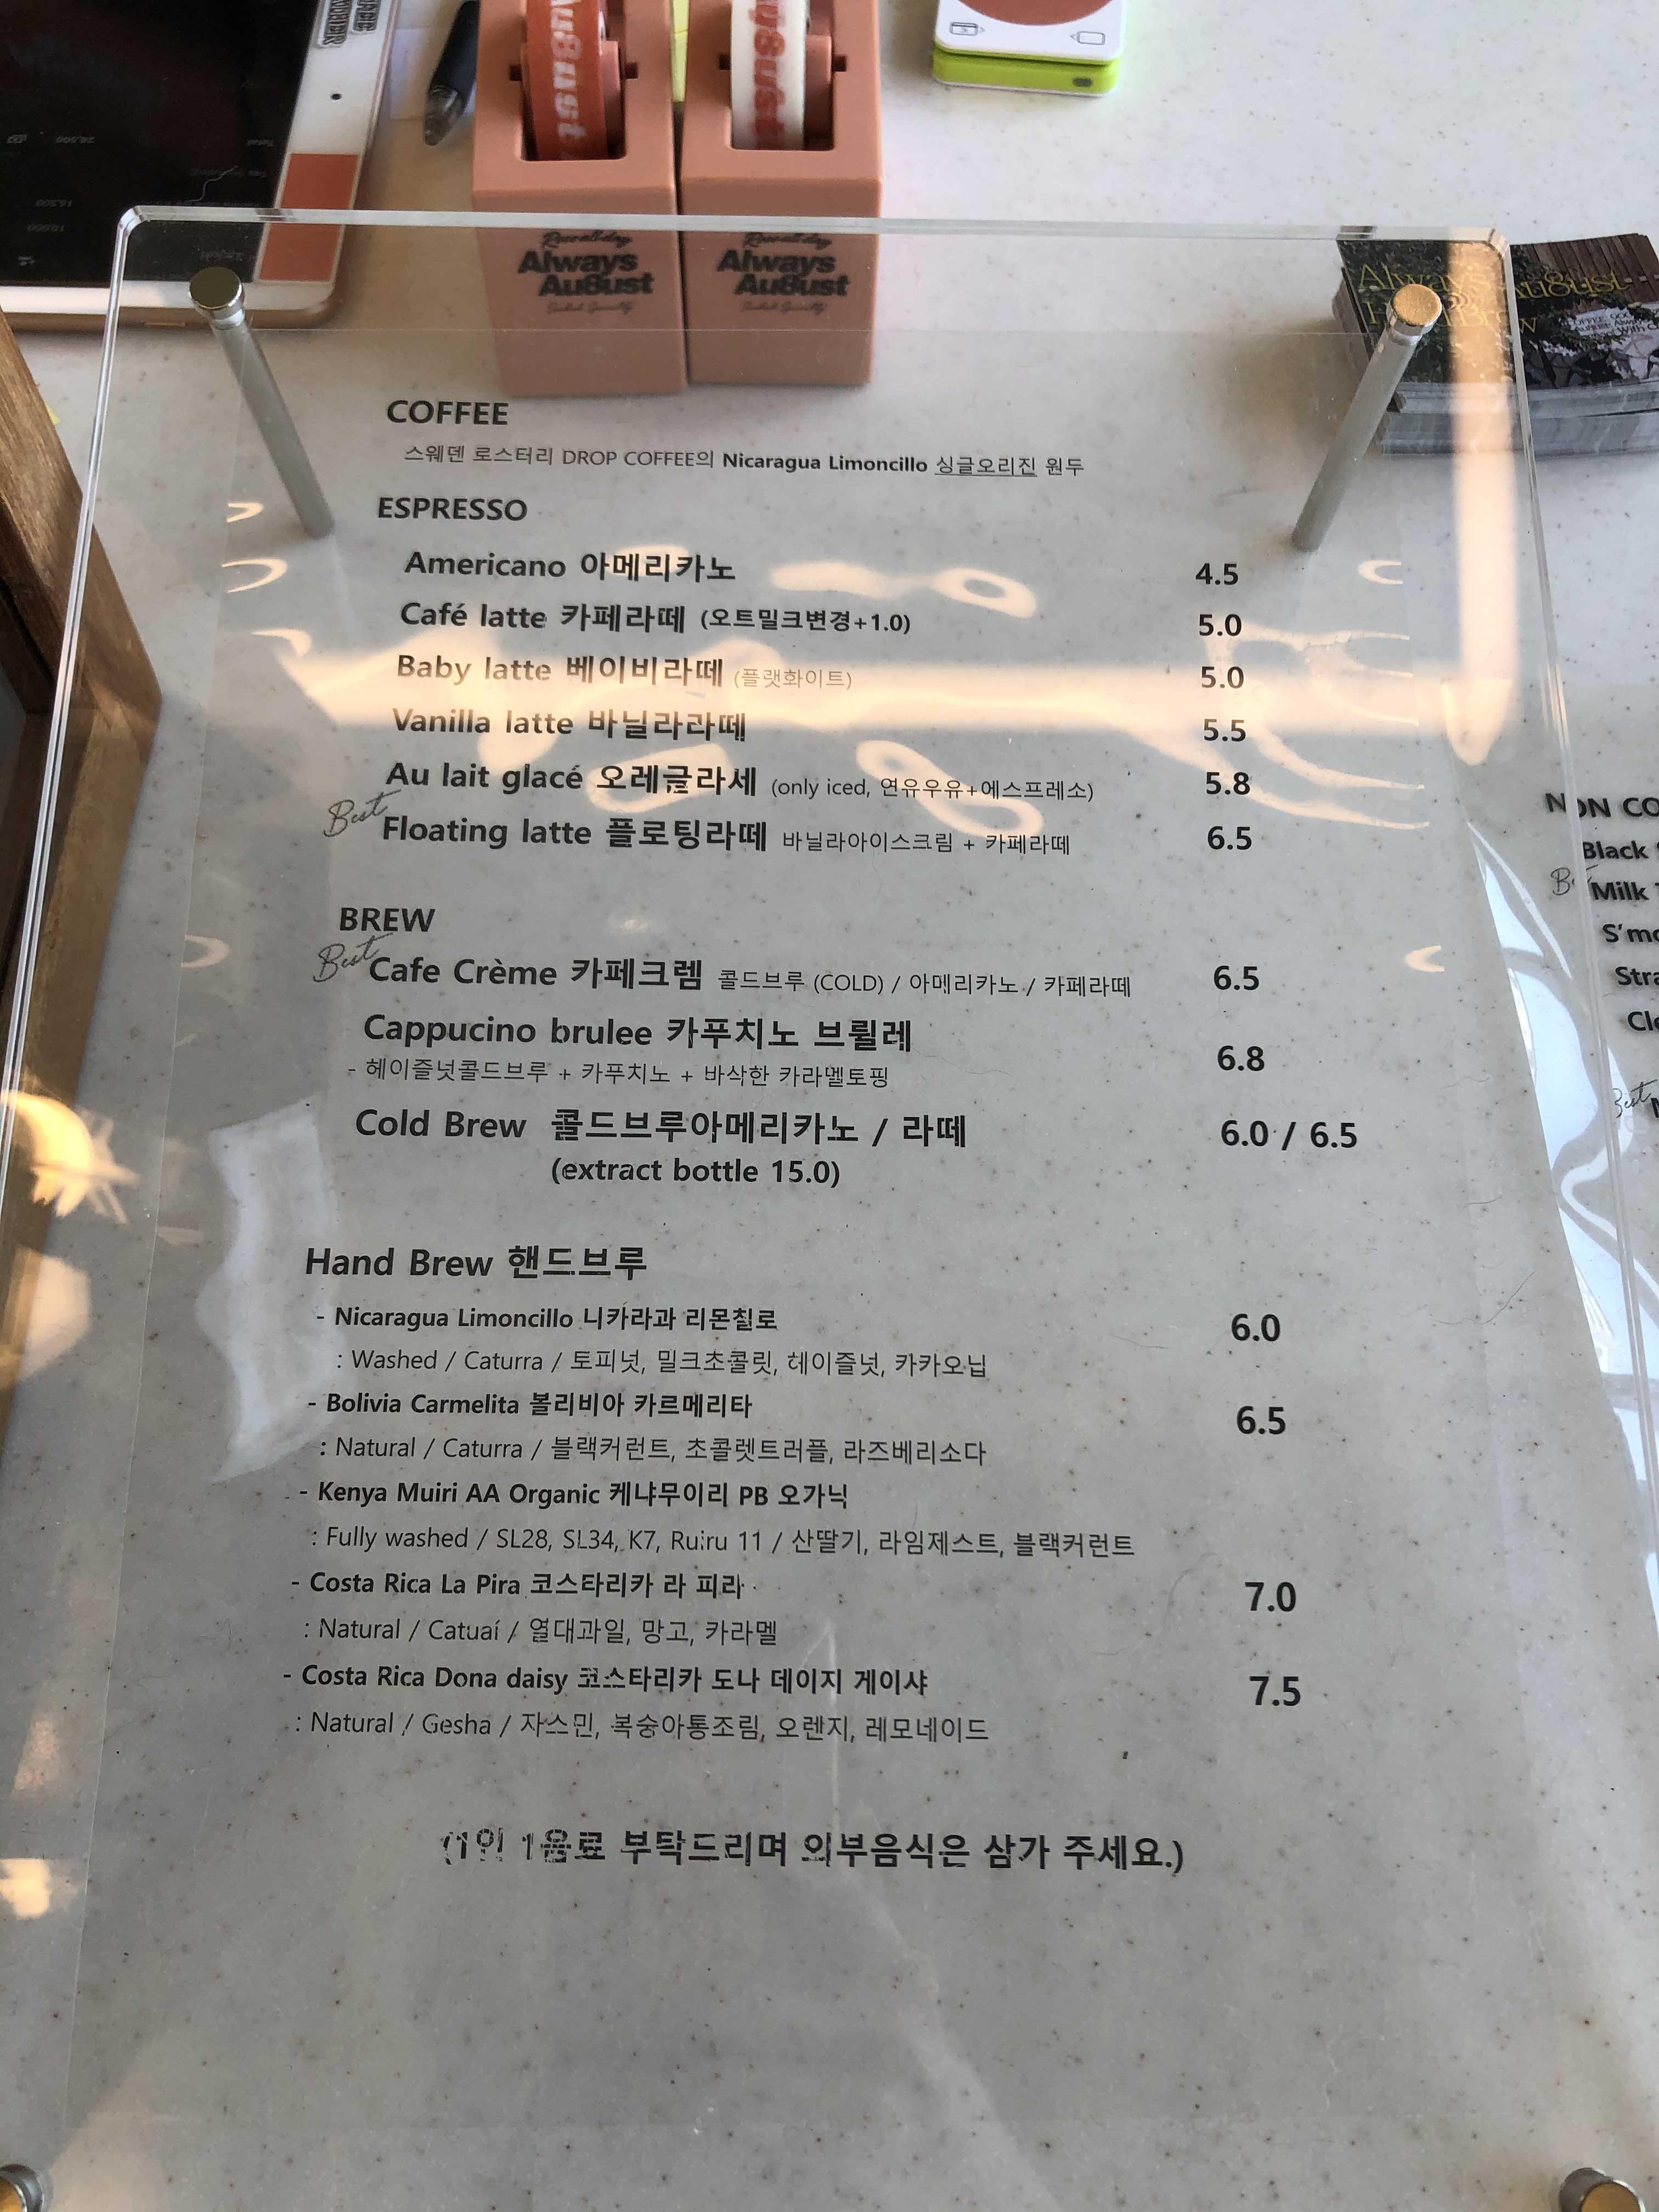 Au8ust
Always
Au8ust
Always
Au8ust
Always Au8ust
COFFEE
스웨덴 로스터리 DROP COFFEE의 Nicaragua Limoncillo 싱글오리진 원두
ESPRESSO
Americano 아메리카노 4.5
Café latte 카페라떼 (오트밀크변경+1.0) 5.0
Baby latte 베이비라떼 (플랫화이트) 5.0
Vanilla latte 바닐라라떼 5.5
Au lait glacé 오레글라세 (only iced, 연유우유+에스프레소) 5.8
Best Floating latte 플로팅라떼 바닐라아이스크림 + 카페라떼 6.5
BREW
Best Cafe Crème 카페크렘 콜드브루 (COLD) / 아메리카노 / 카페라떼 6.5
Cappucino brulee 카푸치노 브륄레 6.8
- 헤이즐넛콜드브루 + 카푸치노 + 바삭한 카라멜토핑
Cold Brew 콜드브루아메리카노 / 라떼 6.0 / 6.5
(extract bottle 15.0)
Hand Brew 핸드브루
- Nicaragua Limoncillo 니카라과 리몬칠로 6.0
: Washed / Caturra / 토피넛, 밀크초콜릿, 헤이즐넛, 카카오닙
- Bolivia Carmelita 볼리비아 카르메리타 6.5
: Natural / Caturra / 블랙커런트, 초콜렛트러플, 라즈베리소다
- Kenya Muiri AA Organic 케냐무이리 PB 오가닉
: Fully washed / SL28, SL34, K7, Ruiru 11 / 산딸기, 라임제스트, 블랙커런트
- Costa Rica La Pira 코스타리카 라 피라 7.0
: Natural / Catuaí / 열대과일, 망고, 카라멜
- Costa Rica Dona daisy 코스타리카 도나 데이지 게이샤 7.5
: Natural / Gesha / 자스민, 복숭아통조림, 오렌지, 레모네이드
(1인 1음료 부탁드리며 외부음식은 삼가 주세요.)
NON CO
Black
Milk
S'mo
Stra
Cle
Best